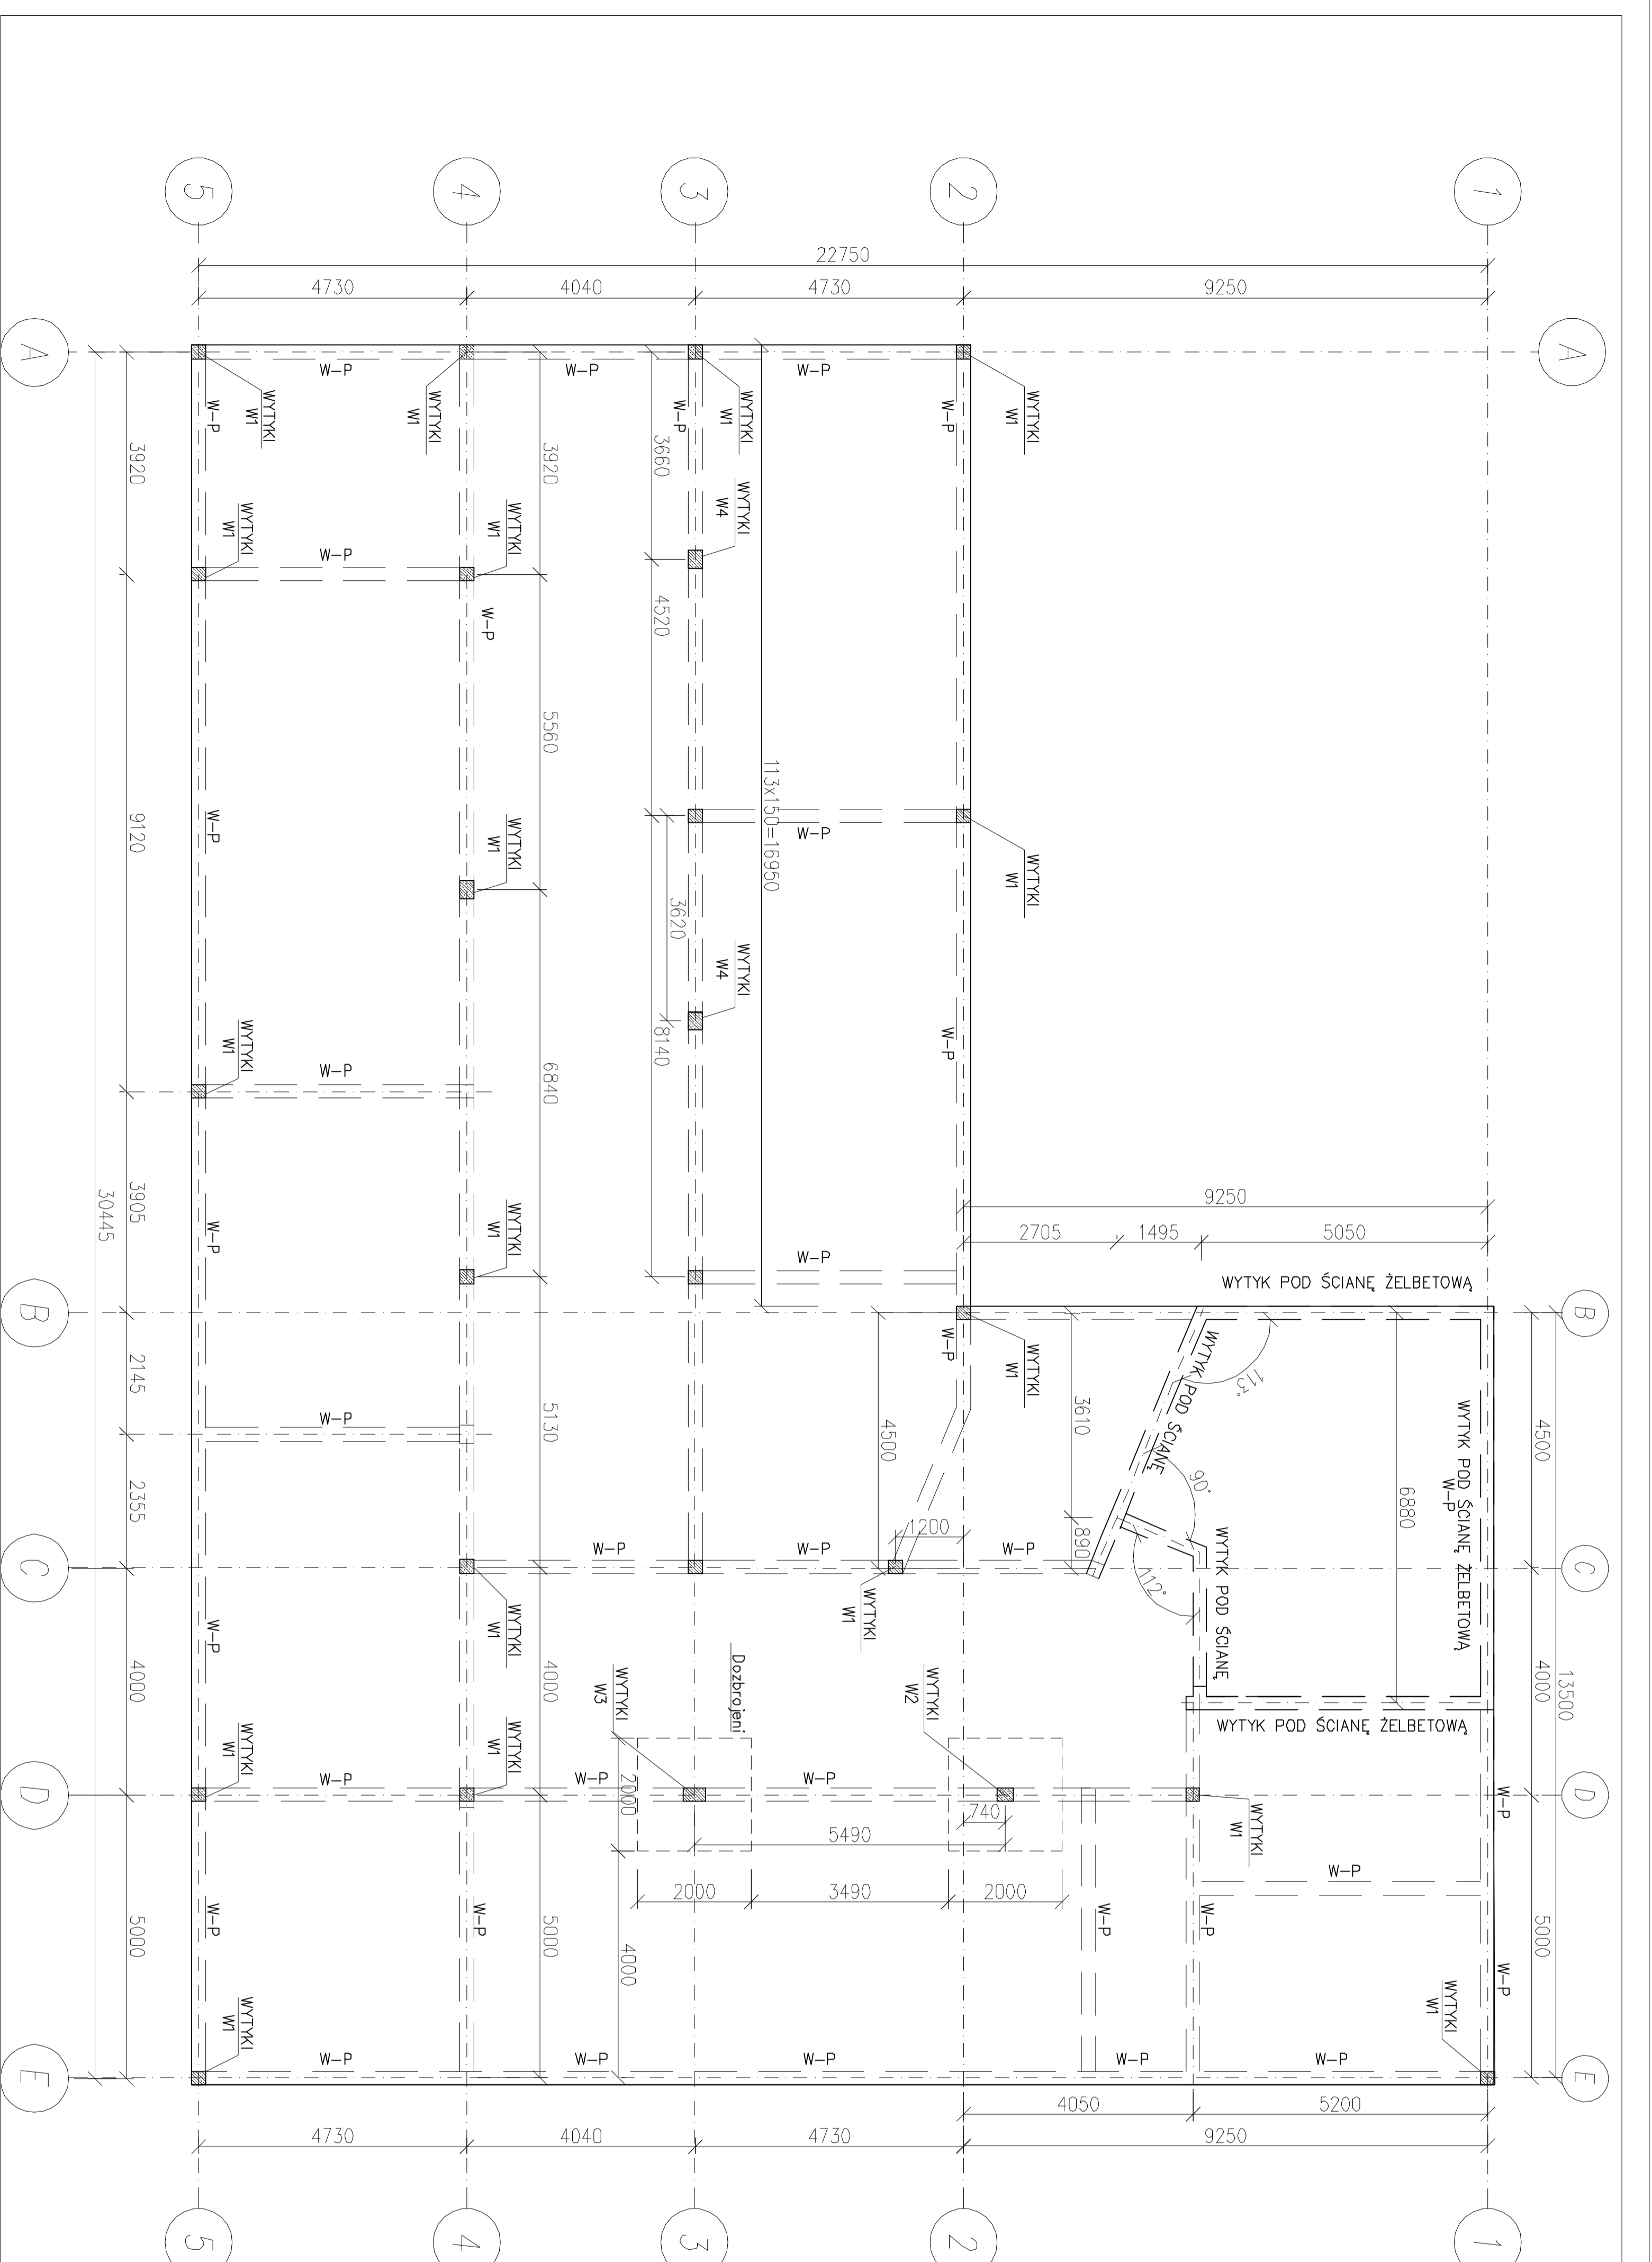 5
4
3
2
1
22750
4730
4040
4730
9250
A
A
W-P
W-P
W-P
WYTYKI
W1
WYTYKI
W1
WYTYKI
W1
WYTYKI
W1
W-P
W-P
W-P
3920
3920
3660
WYTYKI
W4
WYTYKI
W1
WYTYKI
W1
W-P
W-P
4520
5560
9120
W-P
113x150=16950
W-P
WYTYKI
W1
WYTYKI
W1
3620
WYTYKI
W4
8140
W-P
6840
WYTYKI
W1
W-P
3905
30445
W-P
WYTYKI
W1
W-P
9250
2705
1495
5050
WYTYK POD ŚCIANĘ ŻELBETOWĄ
B
B
W-P
WYTYKI
W1
113°
WYTYK POD ŚCIANĘ
3610
890
4500
2145
5130
W-P
2355
4500
6880
WYTYK POD ŚCIANĘ ŻELBETOWĄ
W-P
90°
112°
WYTYK POD ŚCIANĘ
1200
W-P
W-P
W-P
C
C
WYTYKI
W1
WYTYKI
W1
W-P
4000
4000
4000
13500
Dozbrojeni
WYTYKI
W3
WYTYKI
W2
WYTYK POD ŚCIANĘ ŻELBETOWĄ
WYTYKI
W1
WYTYKI
W1
W-P
W-P
W-P
2000
740
5490
WYTYKI
W1
W-P
D
D
2000
3490
2000
W-P
W-P
W-P
W-P
W-P
5000
5000
4000
5000
W-P
WYTYKI
W1
WYTYKI
W1
W-P
W-P
W-P
W-P
W-P
E
E
4050
5200
4730
4040
4730
9250
5
4
3
2
1